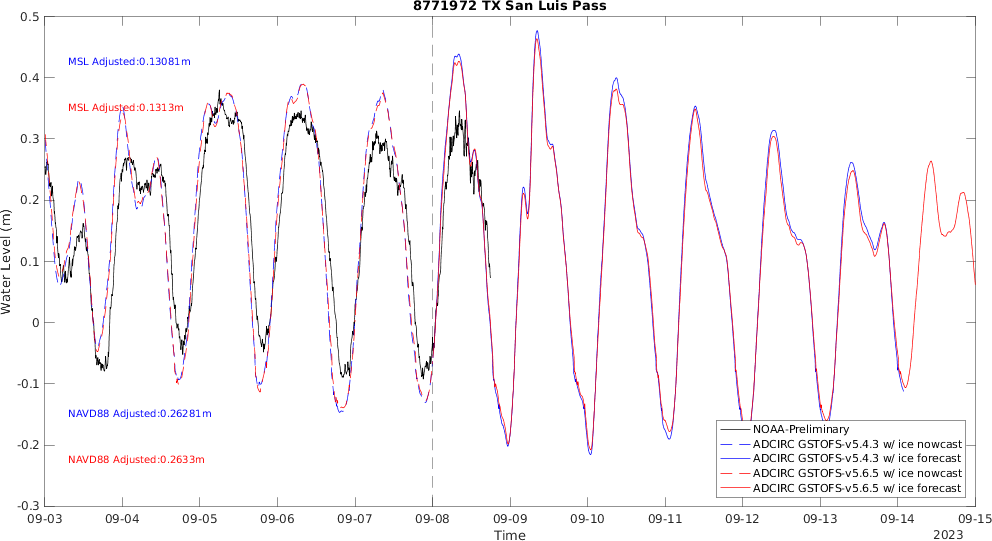 8771972 TX San Luis Pass
0.5
0.4
0.3
0.2
0.1
0
-0.1
-0.2
-0.3
Water Level (m)
MSL Adjusted:0.13081m
MSL Adjusted:0.1313m
NAVD88 Adjusted:0.26281m
NAVD88 Adjusted:0.2633m
NOAA-Preliminary
ADCIRC GSTOFS-v5.4.3 w/ ice nowcast
ADCIRC GSTOFS-v5.4.3 w/ ice forecast
ADCIRC GSTOFS-v5.6.5 w/ ice nowcast
ADCIRC GSTOFS-v5.6.5 w/ ice forecast
09-03 09-04 09-05 09-06 09-07 09-08 09-09 09-10 09-11 09-12 09-13 09-14 09-15
Time
2023